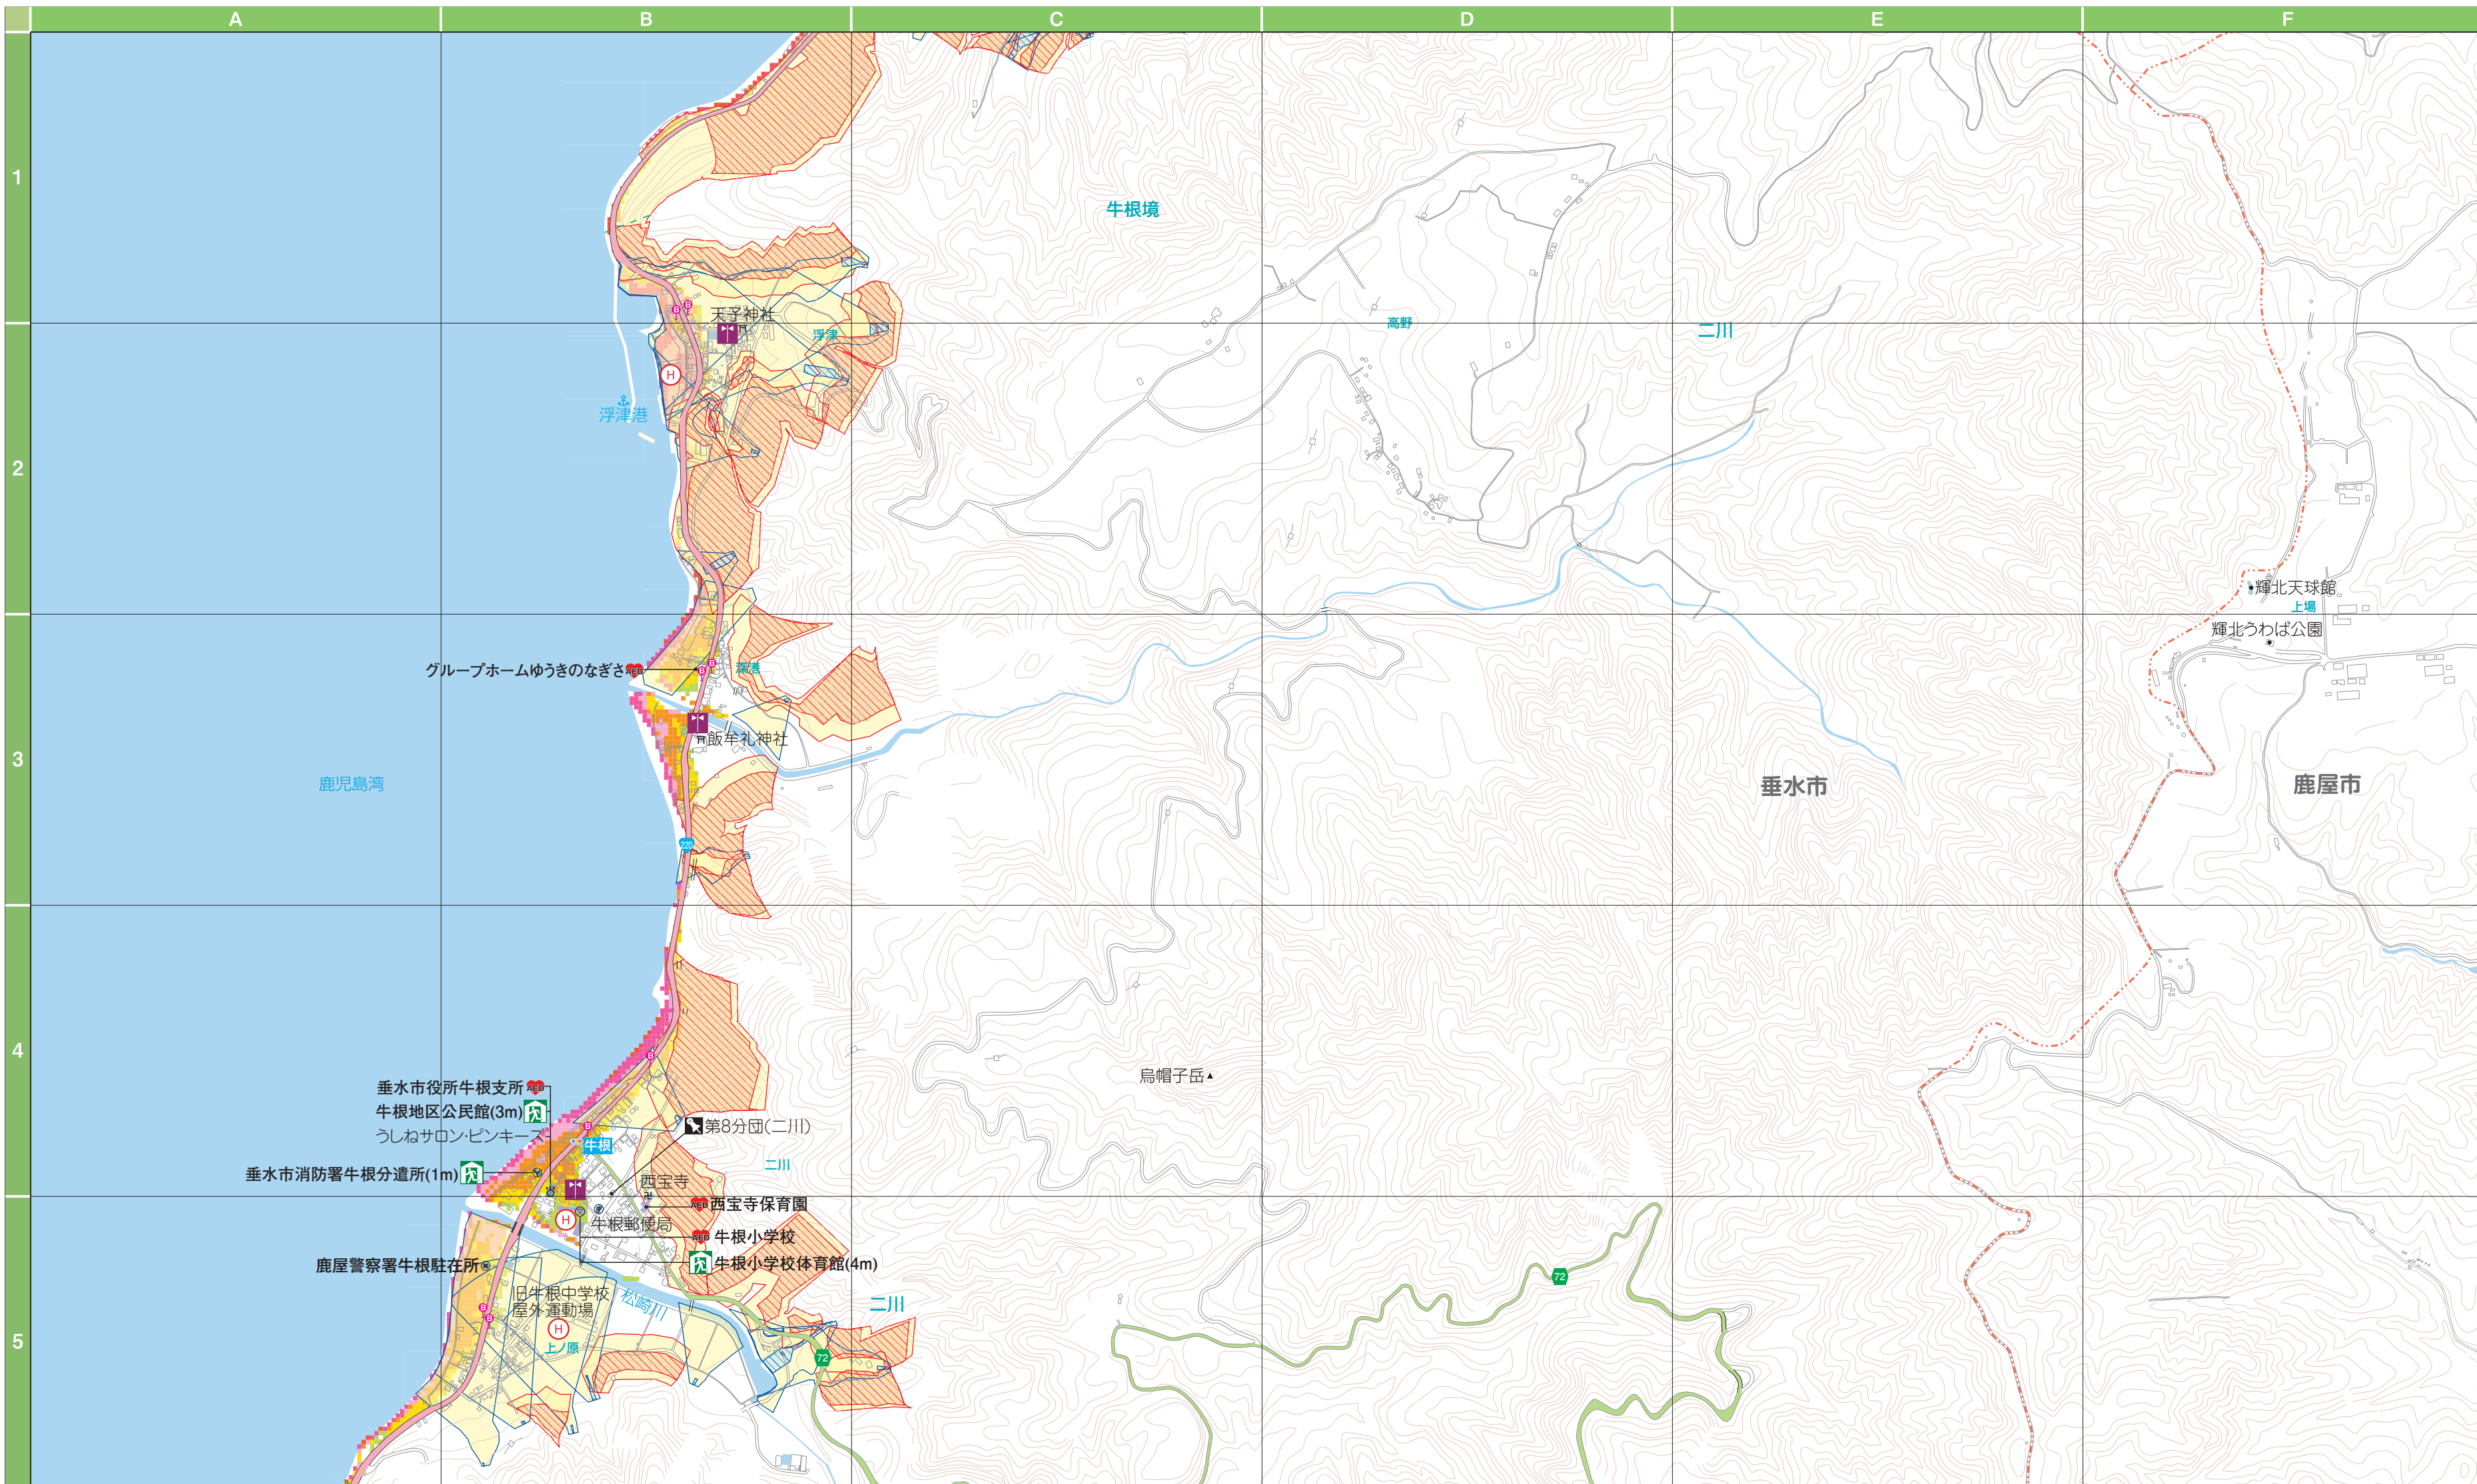 A B C D E F
1
牛根境
天子神社
B B
浮津
高野
二川
H
浮津港
2
輝北天球館
上場
輝北うわば公園
グループホームゆうきのなぎさ AED
B B
深港
飯牟礼神社
3
鹿児島湾
垂水市
鹿屋市
220
4
B
烏帽子岳
垂水市役所牛根支所 AED
牛根地区公民館(3m)
うしねサロン・ピンキーズ
B
牛根
第8分団(二川)
二川
垂水市消防署牛根分遣所(1m)
西宝寺
AED 西宝寺保育園
H
牛根郵便局
AED 牛根小学校
牛根小学校体育館(4m)
鹿屋警察署牛根駐在所
72
旧牛根中学校
屋外運動場
松崎川
二川
B
B
H
上ノ原
5
72